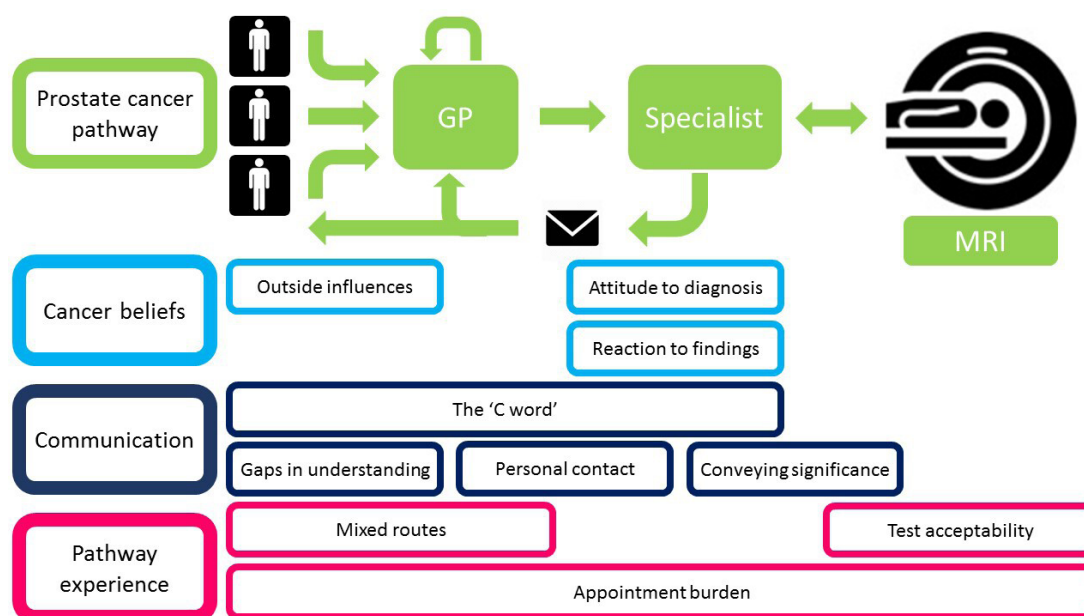 Prostate cancer
pathway
GP
Specialist
MRI
Cancer beliefs
Outside influences
Attitude to diagnosis
Reaction to findings
Communication
The ‘C word’
Gaps in understanding
Personal contact
Conveying significance
Pathway
experience
Mixed routes
Test acceptability
Appointment burden